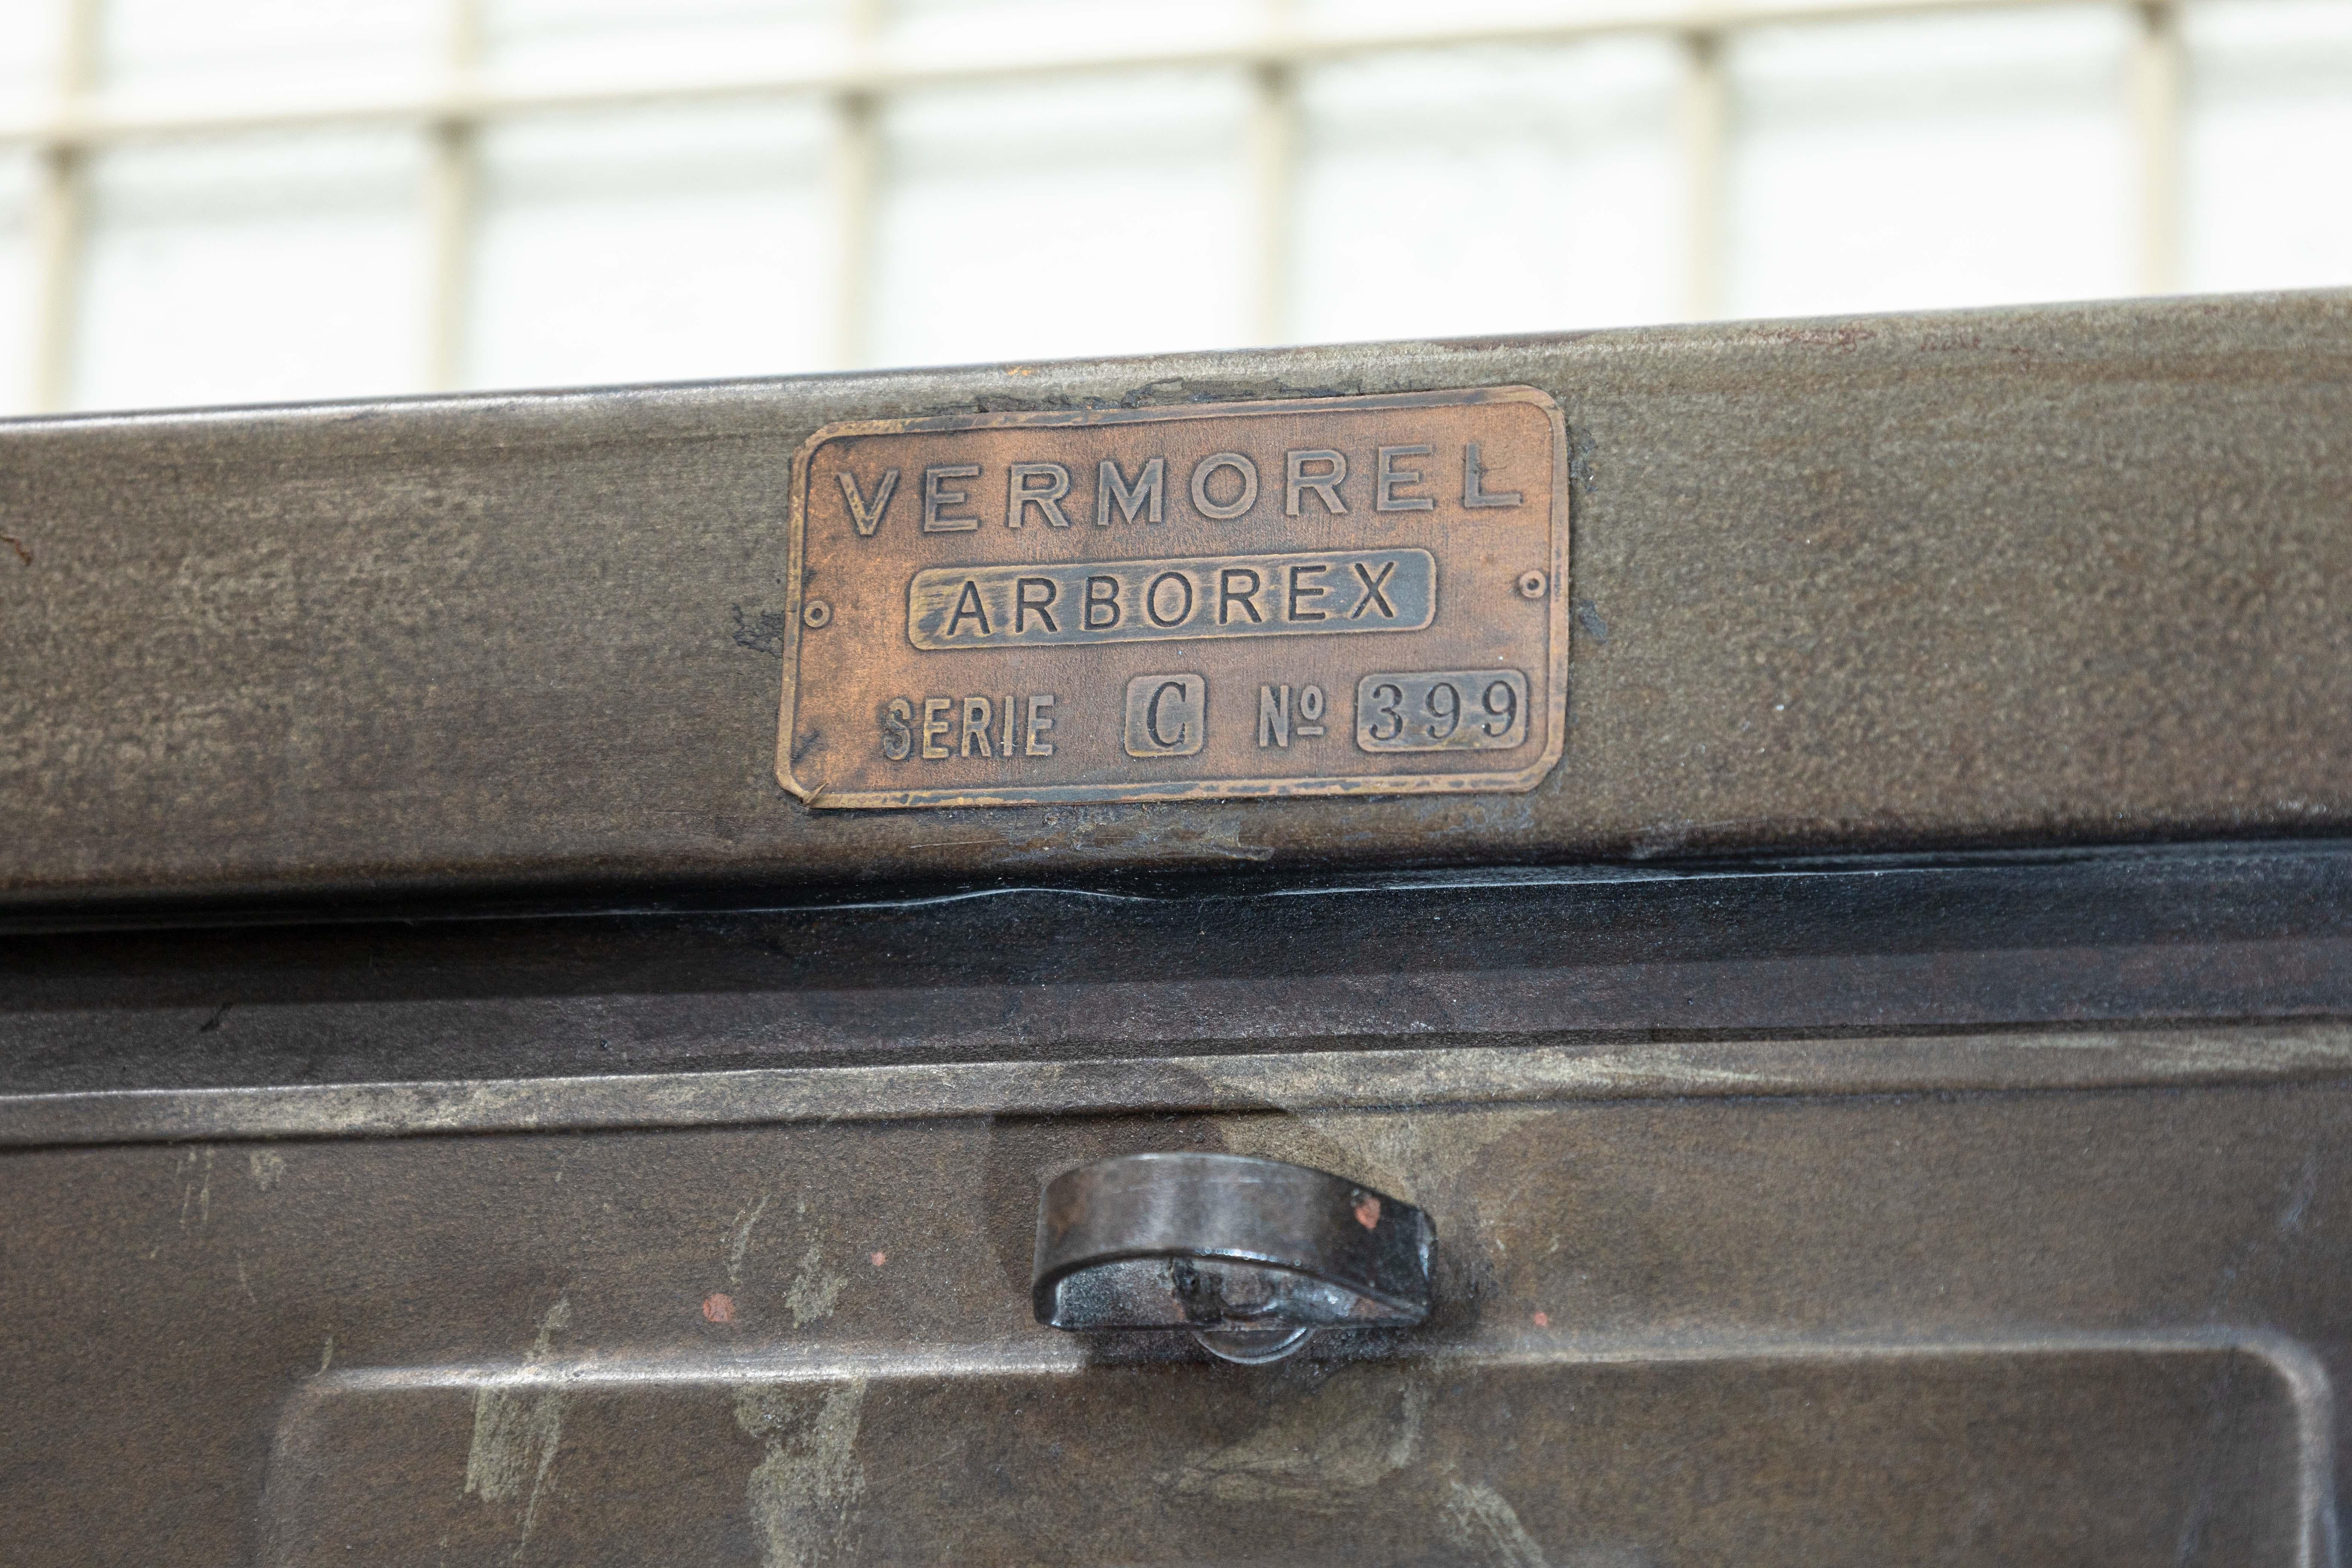 VERMOREL
ARBOREX
SERIE C Nº 399